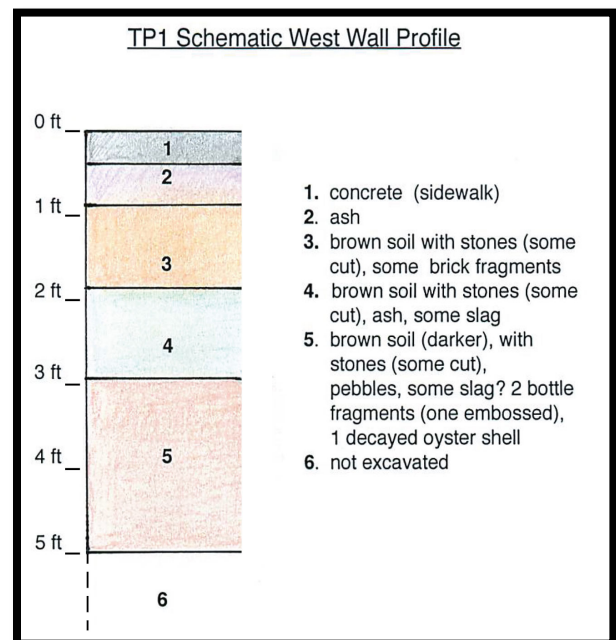 TP1 Schematic West Wall Profile
0 ft
1
2
1 ft
3
2 ft
4
3 ft
4 ft
5
5 ft
6
1. concrete (sidewalk)
2. ash
3. brown soil with stones (some
cut), some brick fragments
4. brown soil with stones (some
cut), ash, some slag
5. brown soil (darker), with
stones (some cut),
pebbles, some slag? 2 bottle
fragments (one embossed),
1 decayed oyster shell
6. not excavated